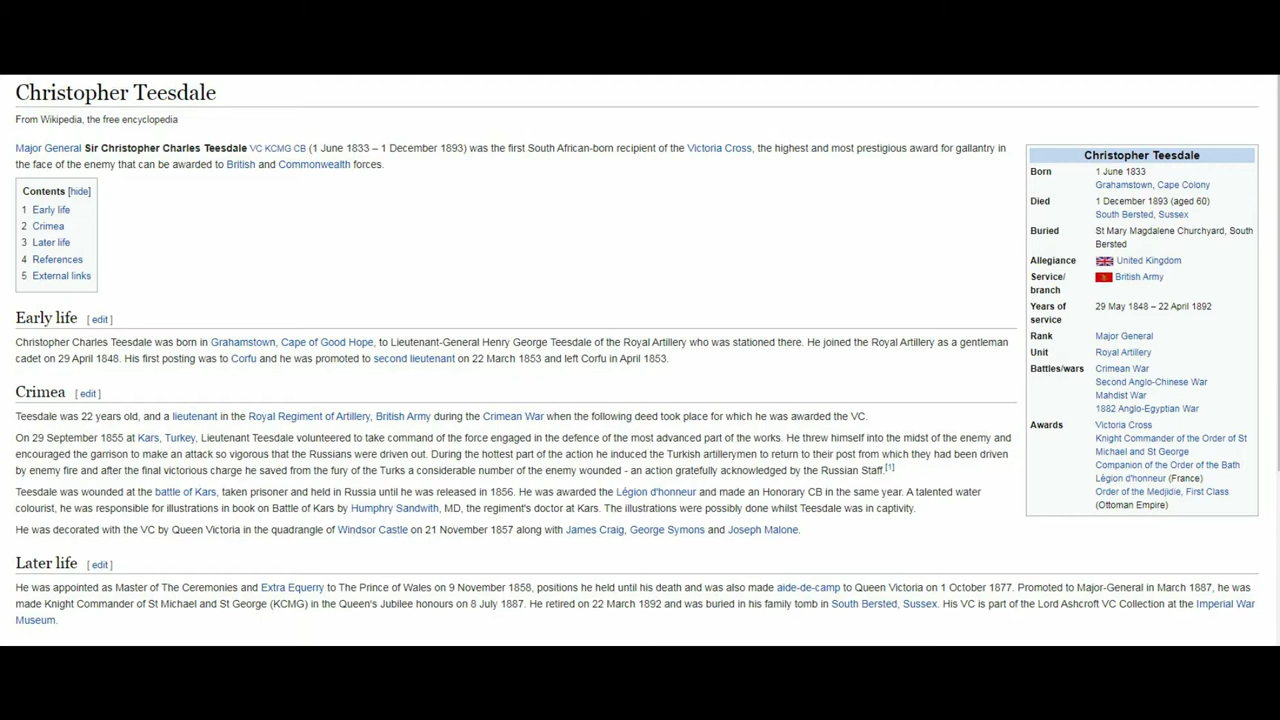 Christopher Teesdale
From Wikipedia, the free encyclopedia
Major General Sir Christopher Charles Teesdale VC KCMG CB (1 June 1833 – 1 December 1893) was the first South African-born recipient of the Victoria Cross, the highest and most prestigious award for gallantry in
the face of the enemy that can be awarded to British and Commonwealth forces.
Contents [hide]
1 Early life
2 Crimea
3 Later life
4 References
5 External links
Early life [ edit ]
Christopher Charles Teesdale was born in Grahamstown, Cape of Good Hope, to Lieutenant-General Henry George Teesdale of the Royal Artillery who was stationed there. He joined the Royal Artillery as a gentleman
cadet on 29 April 1848. His first posting was to Corfu and he was promoted to second lieutenant on 22 March 1853 and left Corfu in April 1853.
Crimea [ edit ]
Teesdale was 22 years old, and a lieutenant in the Royal Regiment of Artillery, British Army during the Crimean War when the following deed took place for which he was awarded the VC.
On 29 September 1855 at Kars, Turkey, Lieutenant Teesdale volunteered to take command of the force engaged in the defence of the most advanced part of the works. He threw himself into the midst of the enemy and
encouraged the garrison to make an attack so vigorous that the Russians were driven out. During the hottest part of the action he induced the Turkish artillerymen to return to their post from which they had been driven
by enemy fire and after the final victorious charge he saved from the fury of the Turks a considerable number of the enemy wounded - an action gratefully acknowledged by the Russian Staff.[1]
Teesdale was wounded at the battle of Kars, taken prisoner and held in Russia until he was released in 1856. He was awarded the Légion d'honneur and made an Honorary CB in the same year. A talented water
colourist, he was responsible for illustrations in book on Battle of Kars by Humphry Sandwith, MD, the regiment's doctor at Kars. The illustrations were possibly done whilst Teesdale was in captivity.
He was decorated with the VC by Queen Victoria in the quadrangle of Windsor Castle on 21 November 1857 along with James Craig, George Symons and Joseph Malone.
Later life [ edit ]
He was appointed as Master of The Ceremonies and Extra Equerry to The Prince of Wales on 9 November 1858, positions he held until his death and was also made aide-de-camp to Queen Victoria on 1 October 1877. Promoted to Major-General in March 1887, he was
made Knight Commander of St Michael and St George (KCMG) in the Queen's Jubilee honours on 8 July 1887. He retired on 22 March 1892 and was buried in his family tomb in South Bersted, Sussex. His VC is part of the Lord Ashcroft VC Collection at the Imperial War
Museum.
Christopher Teesdale
Born 1 June 1833
Grahamstown, Cape Colony
Died 1 December 1893 (aged 60)
South Bersted, Sussex
Buried St Mary Magdalene Churchyard, South
Bersted
Allegiance United Kingdom
Service/ British Army
branch
Years of 29 May 1848 – 22 April 1892
service
Rank Major General
Unit Royal Artillery
Battles/wars Crimean War
Second Anglo-Chinese War
Mahdist War
1882 Anglo-Egyptian War
Awards Victoria Cross
Knight Commander of the Order of St
Michael and St George
Companion of the Order of the Bath
Légion d'honneur (France)
Order of the Medjidie, First Class
(Ottoman Empire)